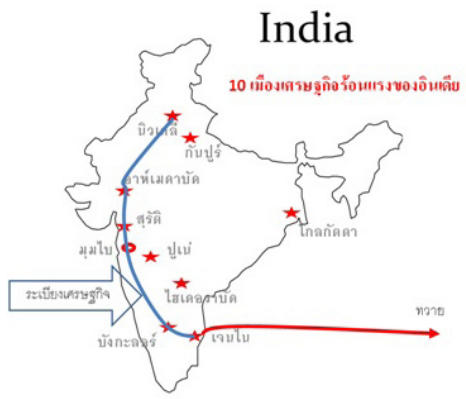 India
10 เมืองเศรษฐกิจร้อนแรงของอินเดีย
นิวเดลี
กันปูร์
อาห์เมดาบัด
สุรัติ
โกลกัตตา
มุมไบ
ปูเน่
ระเบียงเศรษฐกิจ
ไฮเดอราบัด
ทวาย
บังกะลอร์
เจนไน